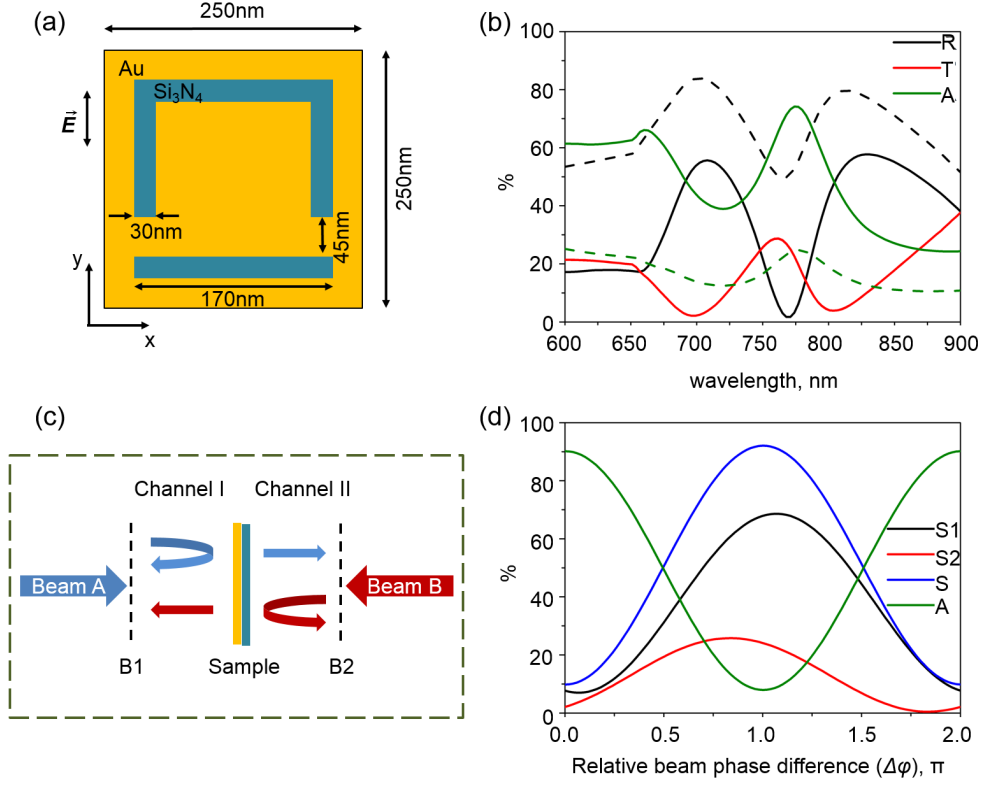 (a)
250nm
Au
Si₃N₄
E
250nm
30nm
45nm
170nm
y
x
(b)
R
T
A
%
100
80
60
40
20
0
600 650 700 750 800 850 900
wavelength, nm
(c)
Channel I Channel II
Beam A Beam B
B1 Sample B2
(d)
S1
S2
S
A
%
100
80
60
40
20
0
0.0 0.5 1.0 1.5 2.0
Relative beam phase difference (Δφ), π